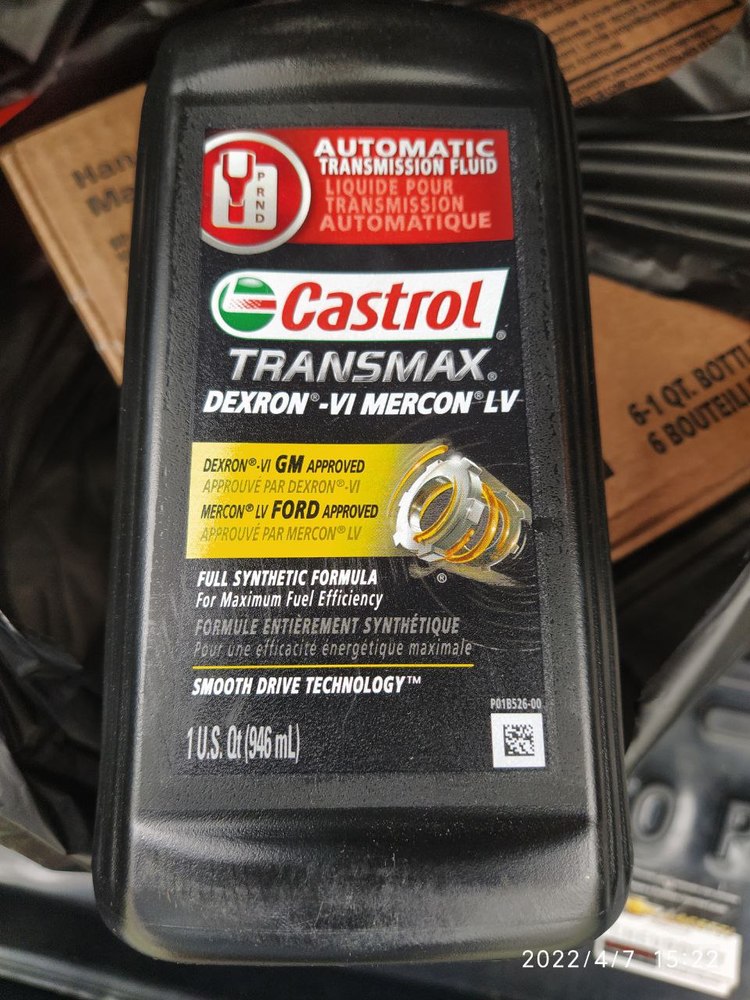 AUTOMATIC
TRANSMISSION FLUID
LIQUIDE POUR
TRANSMISSION
AUTOMATIQUE
P
R
N
D
Castrol®
TRANSMAX®
DEXRON®-VI MERCON® LV
DEXRON®-VI GM APPROVED
APPROUVÉ PAR DEXRON®-VI
MERCON® LV FORD APPROVED
APPROUVÉ PAR MERCON® LV
®
FULL SYNTHETIC FORMULA
For Maximum Fuel Efficiency
FORMULE ENTIÈREMENT SYNTHÉTIQUE
Pour une efficacité énergétique maximale
SMOOTH DRIVE TECHNOLOGY™
P01B526-00
1 U.S. Qt (946 mL)
Han
Ma
6-1 QT. BOTTL
6 BOUTEILL
2022/4/7 15:22